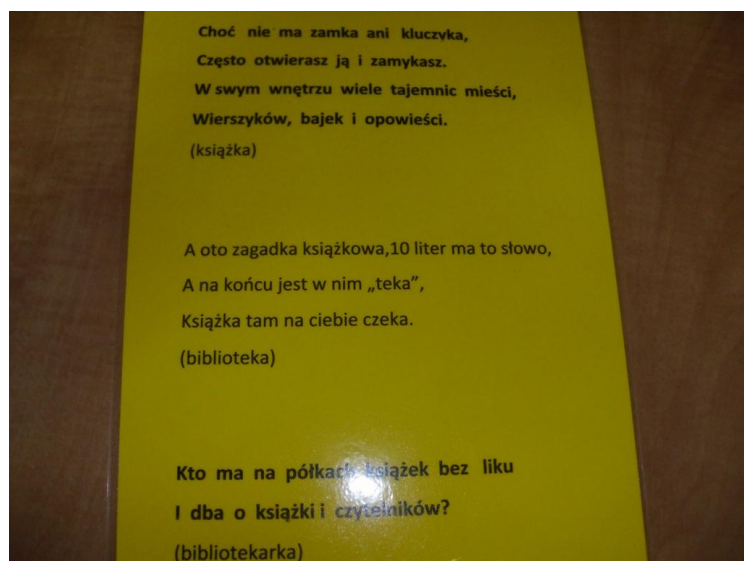 Choć nie ma zamka ani kluczyka,
Często otwierasz ją i zamykasz.
W swym wnętrzu wiele tajemnic mieści,
Wierszyków, bajek i opowieści.
(książka)
A oto zagadka książkowa,10 liter ma to słowo,
A na końcu jest w nim „teka”,
Książka tam na ciebie czeka.
(biblioteka)
Kto ma na półkach książek bez liku
I dba o książki i czytelników?
(bibliotekarka)